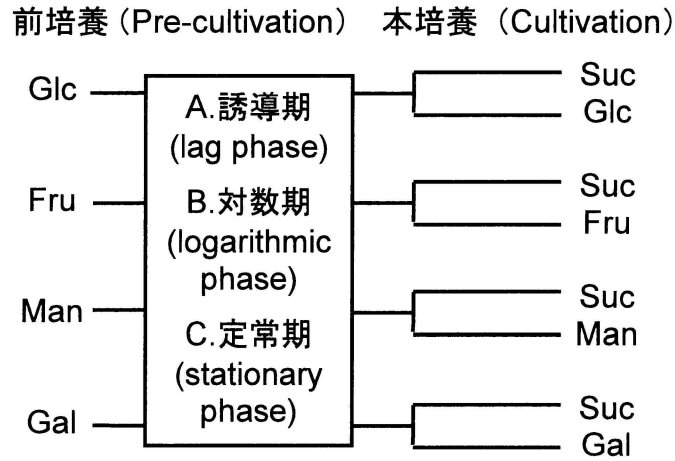 前培養（Pre-cultivation） 本培養（Cultivation）
Glc
Fru
Man
Gal
A.誘導期
(lag phase)
B.対数期
(logarithmic
phase)
C.定常期
(stationary
phase)
Suc
Glc
Suc
Fru
Suc
Man
Suc
Gal